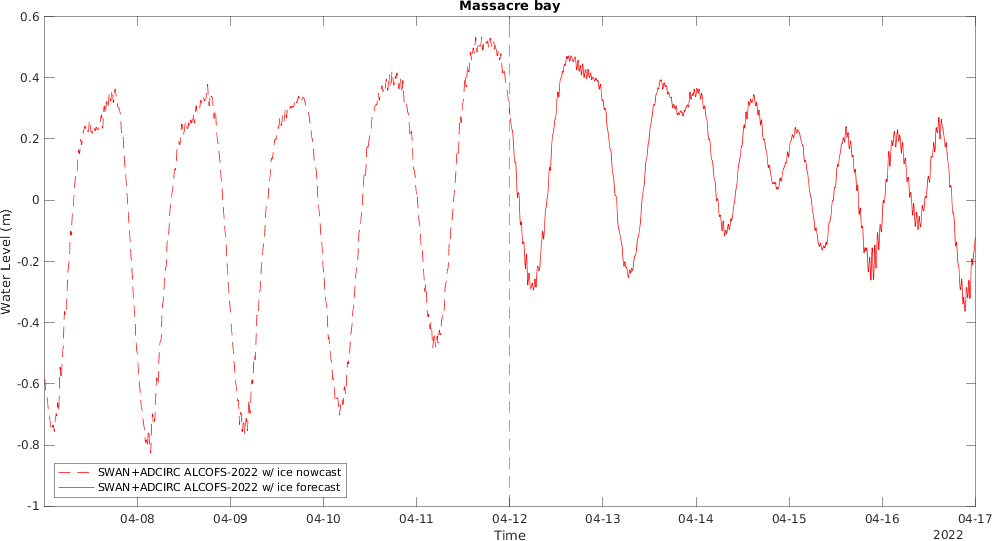 Massacre bay
0.6
0.4
0.2
0
-0.2
-0.4
-0.6
-0.8
-1
Water Level (m)
SWAN+ADCIRC ALCOFS-2022 w/ ice nowcast
SWAN+ADCIRC ALCOFS-2022 w/ ice forecast
04-08 04-09 04-10 04-11 04-12 04-13 04-14 04-15 04-16 04-17
Time
2022